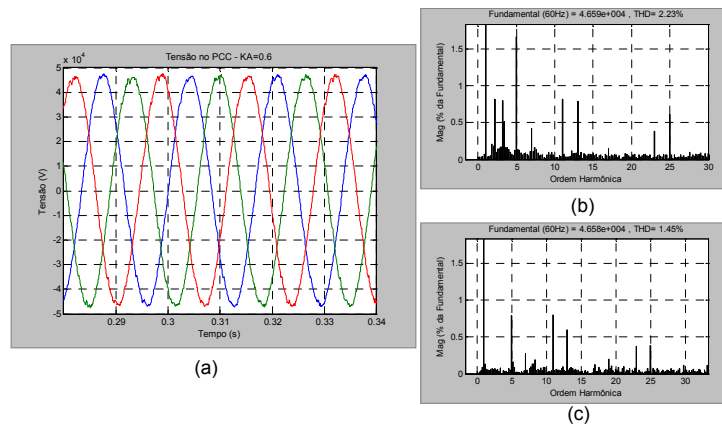 Tensão no PCC - KA=0.6
Tensão (V)
x 10^4
5
4
3
2
1
0
-1
-2
-3
-4
-5
0.29 0.3 0.31 0.32 0.33 0.34
Tempo (s)
(a)
Fundamental (60Hz) = 4.659e+004 , THD= 2.23%
Mag (% da Fundamental)
1.5
1
0.5
0
0 5 10 15 20 25 30
Ordem Harmônica
(b)
Fundamental (60Hz) = 4.658e+004 , THD= 1.45%
Mag (% da Fundamental)
1.5
1
0.5
0
0 5 10 15 20 25 30
Ordem Harmônica
(c)